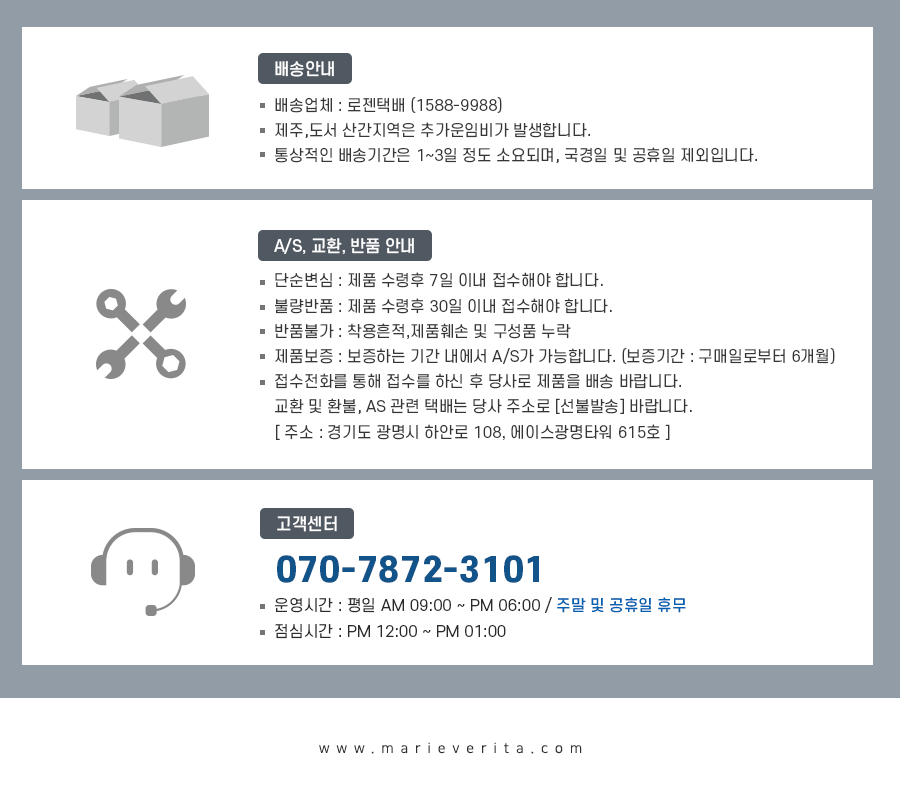 배송안내
배송업체 : 로젠택배 (1588-9988)
제주,도서 산간지역은 추가운임비가 발생합니다.
통상적인 배송기간은 1~3일 정도 소요되며, 국경일 및 공휴일 제외입니다.
A/S, 교환, 반품 안내
단순변심 : 제품 수령후 7일 이내 접수해야 합니다.
불량반품 : 제품 수령후 30일 이내 접수해야 합니다.
반품불가 : 착용흔적,제품훼손 및 구성품 누락
제품보증 : 보증하는 기간 내에서 A/S가 가능합니다. (보증기간 : 구매일로부터 6개월)
접수전화를 통해 접수를 하신 후 당사로 제품을 배송 바랍니다.
교환 및 환불, AS 관련 택배는 당사 주소로 [선불발송] 바랍니다.
[ 주소 : 경기도 광명시 하안로 108, 에이스광명타워 615호 ]
고객센터
070-7872-3101
운영시간 : 평일 AM 09:00 ~ PM 06:00 / 주말 및 공휴일 휴무
점심시간 : PM 12:00 ~ PM 01:00
www.marieverita.com